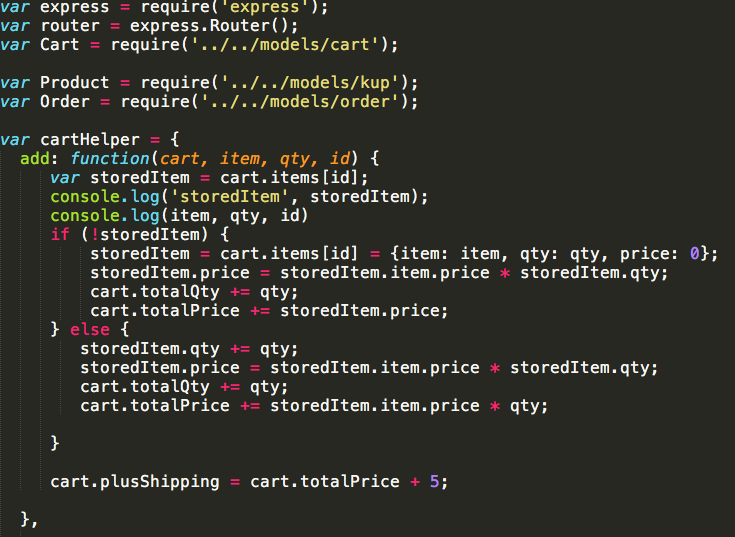 var express = require('express');
var router = express.Router();
var Cart = require('../../models/cart');
var Product = require('../../models/kup');
var Order = require('../../models/order');
var cartHelper = {
add: function(cart, item, qty, id) {
var storedItem = cart.items[id];
console.log('storedItem', storedItem);
console.log(item, qty, id)
if (!storedItem) {
storedItem = cart.items[id] = {item: item, qty: qty, price: 0};
storedItem.price = storedItem.item.price * storedItem.qty;
cart.totalQty += qty;
cart.totalPrice += storedItem.price;
} else {
storedItem.qty += qty;
storedItem.price = storedItem.item.price * storedItem.qty;
cart.totalQty += qty;
cart.totalPrice += storedItem.item.price * qty;
}
cart.plusShipping = cart.totalPrice + 5;
},